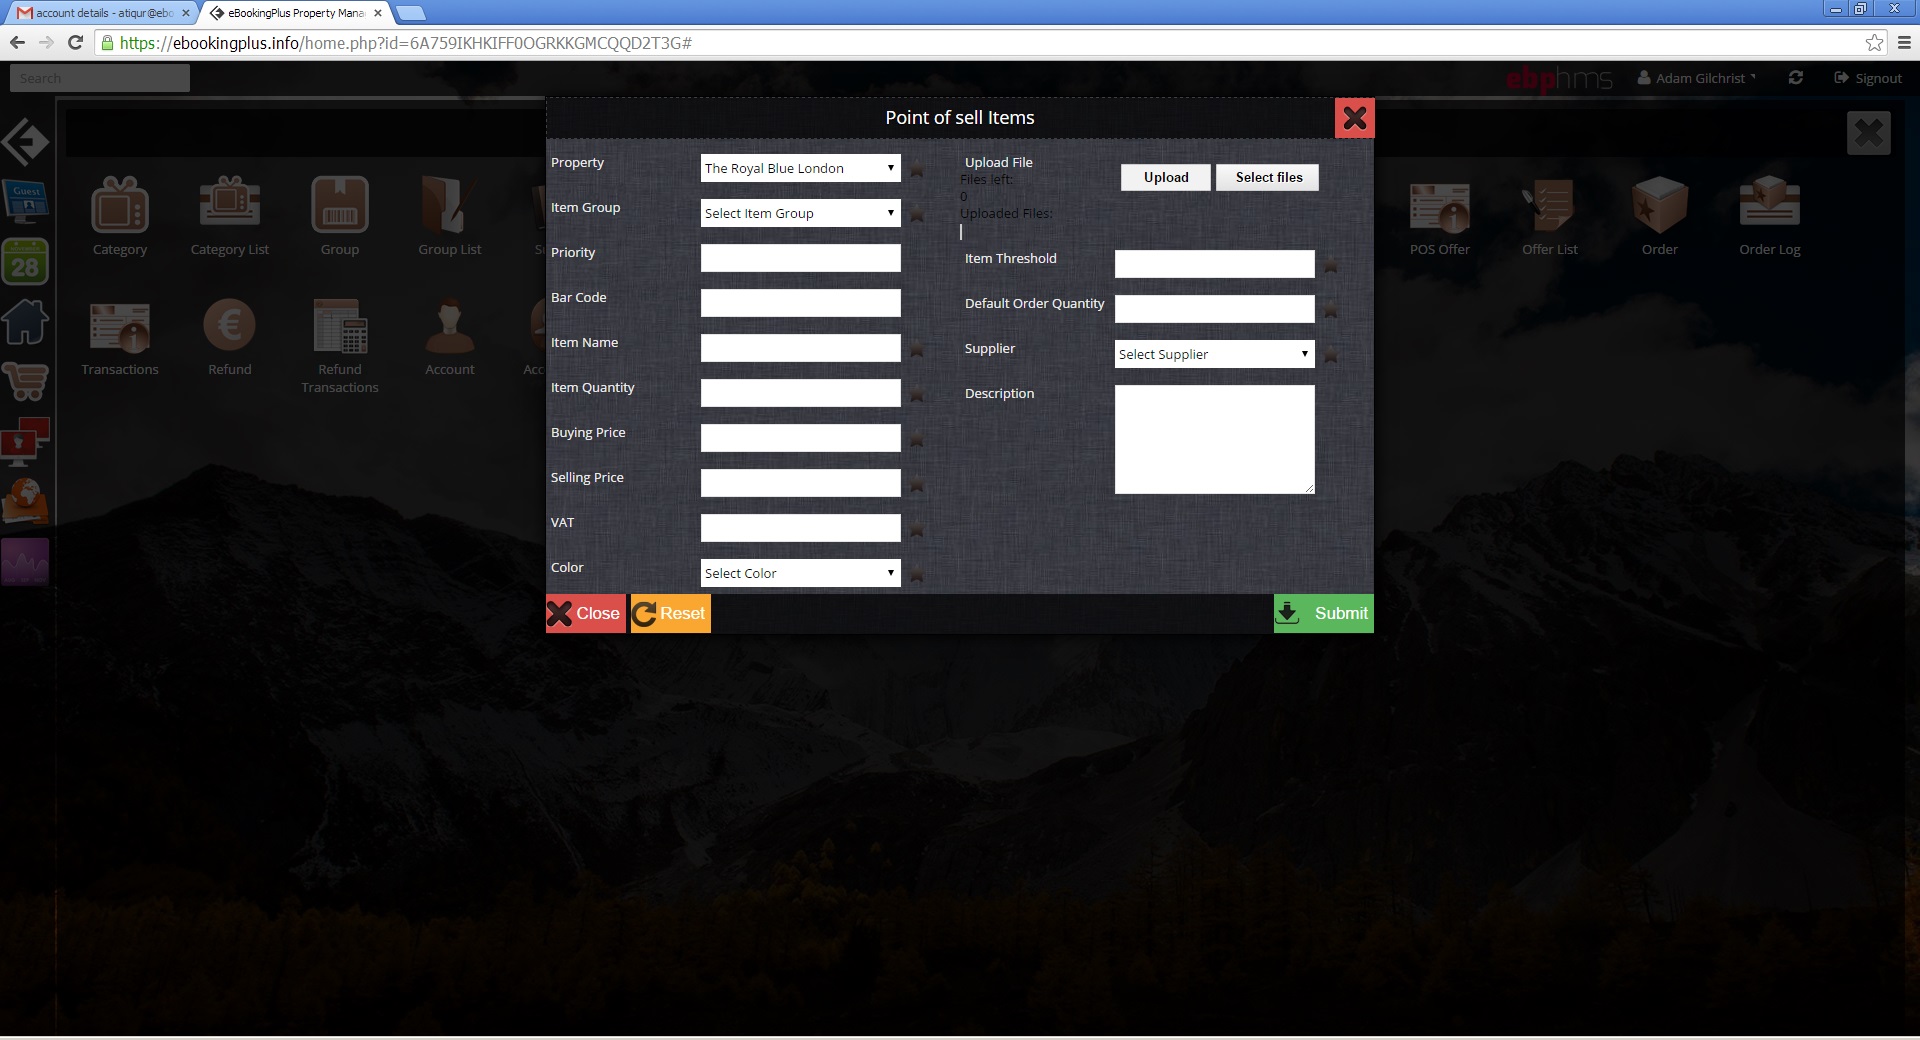 account details - atiqur@ebo
eBookingPlus Property Mana
https://ebookingplus.info/home.php?id=6A759IKHKIFF0OGRKKGMCQQD2T3G#
Search
ebphms
Adam Gilchrist
Signout
Point of sell Items
Guest
NOVEMBER
28
Category
Category List
Group
Group List
POS Offer
Offer List
Order
Order Log
Transactions
Refund
Refund
Transactions
Account
Acc
Property
The Royal Blue London
Item Group
Select Item Group
Priority
Bar Code
Item Name
Item Quantity
Buying Price
Selling Price
VAT
Color
Select Color
Upload File
Files left:
0
Uploaded Files:
Upload
Select files
Item Threshold
Default Order Quantity
Supplier
Select Supplier
Description
Close
Reset
Submit